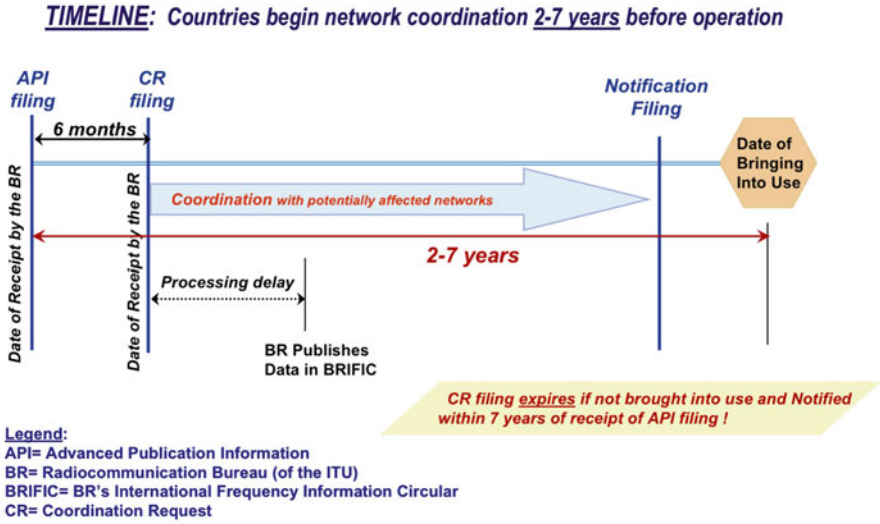 TIMELINE: Countries begin network coordination 2-7 years before operation
API
filing
CR
filing
Notification
Filing
6 months
Date of
Bringing
Into Use
Date of Receipt by the BR
Date of Receipt by the BR
Coordination with potentially affected networks
2-7 years
Processing delay
BR Publishes
Data in BRIFIC
CR filing expires if not brought into use and Notified
within 7 years of receipt of API filing !
Legend:
API= Advanced Publication Information
BR= Radiocommunication Bureau (of the ITU)
BRIFIC= BR's International Frequency Information Circular
CR= Coordination Request